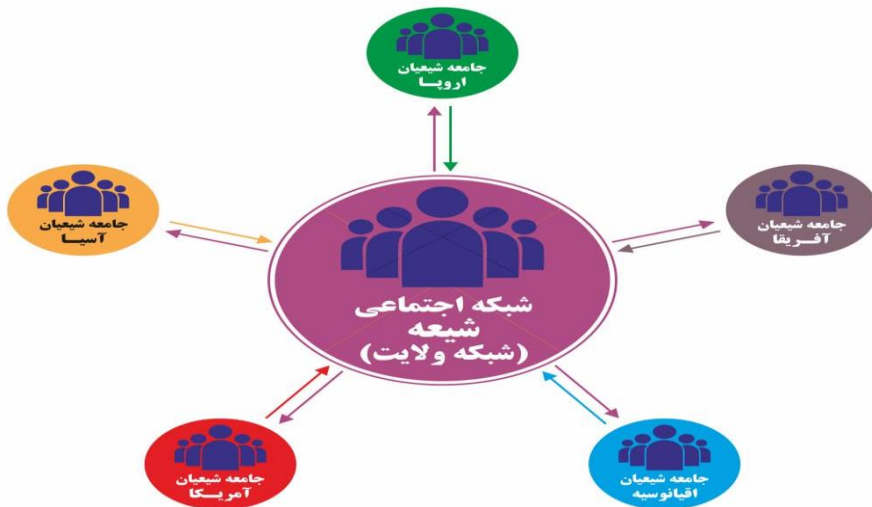 جامعه شیعیان
اروپا
جامعه شیعیان
آفریقا
جامعه شیعیان
آسیا
شبکه اجتماعی
شیعه
(شبکه ولایت)
جامعه شیعیان
اقیانوسیه
جامعه شیعیان
آمریکا